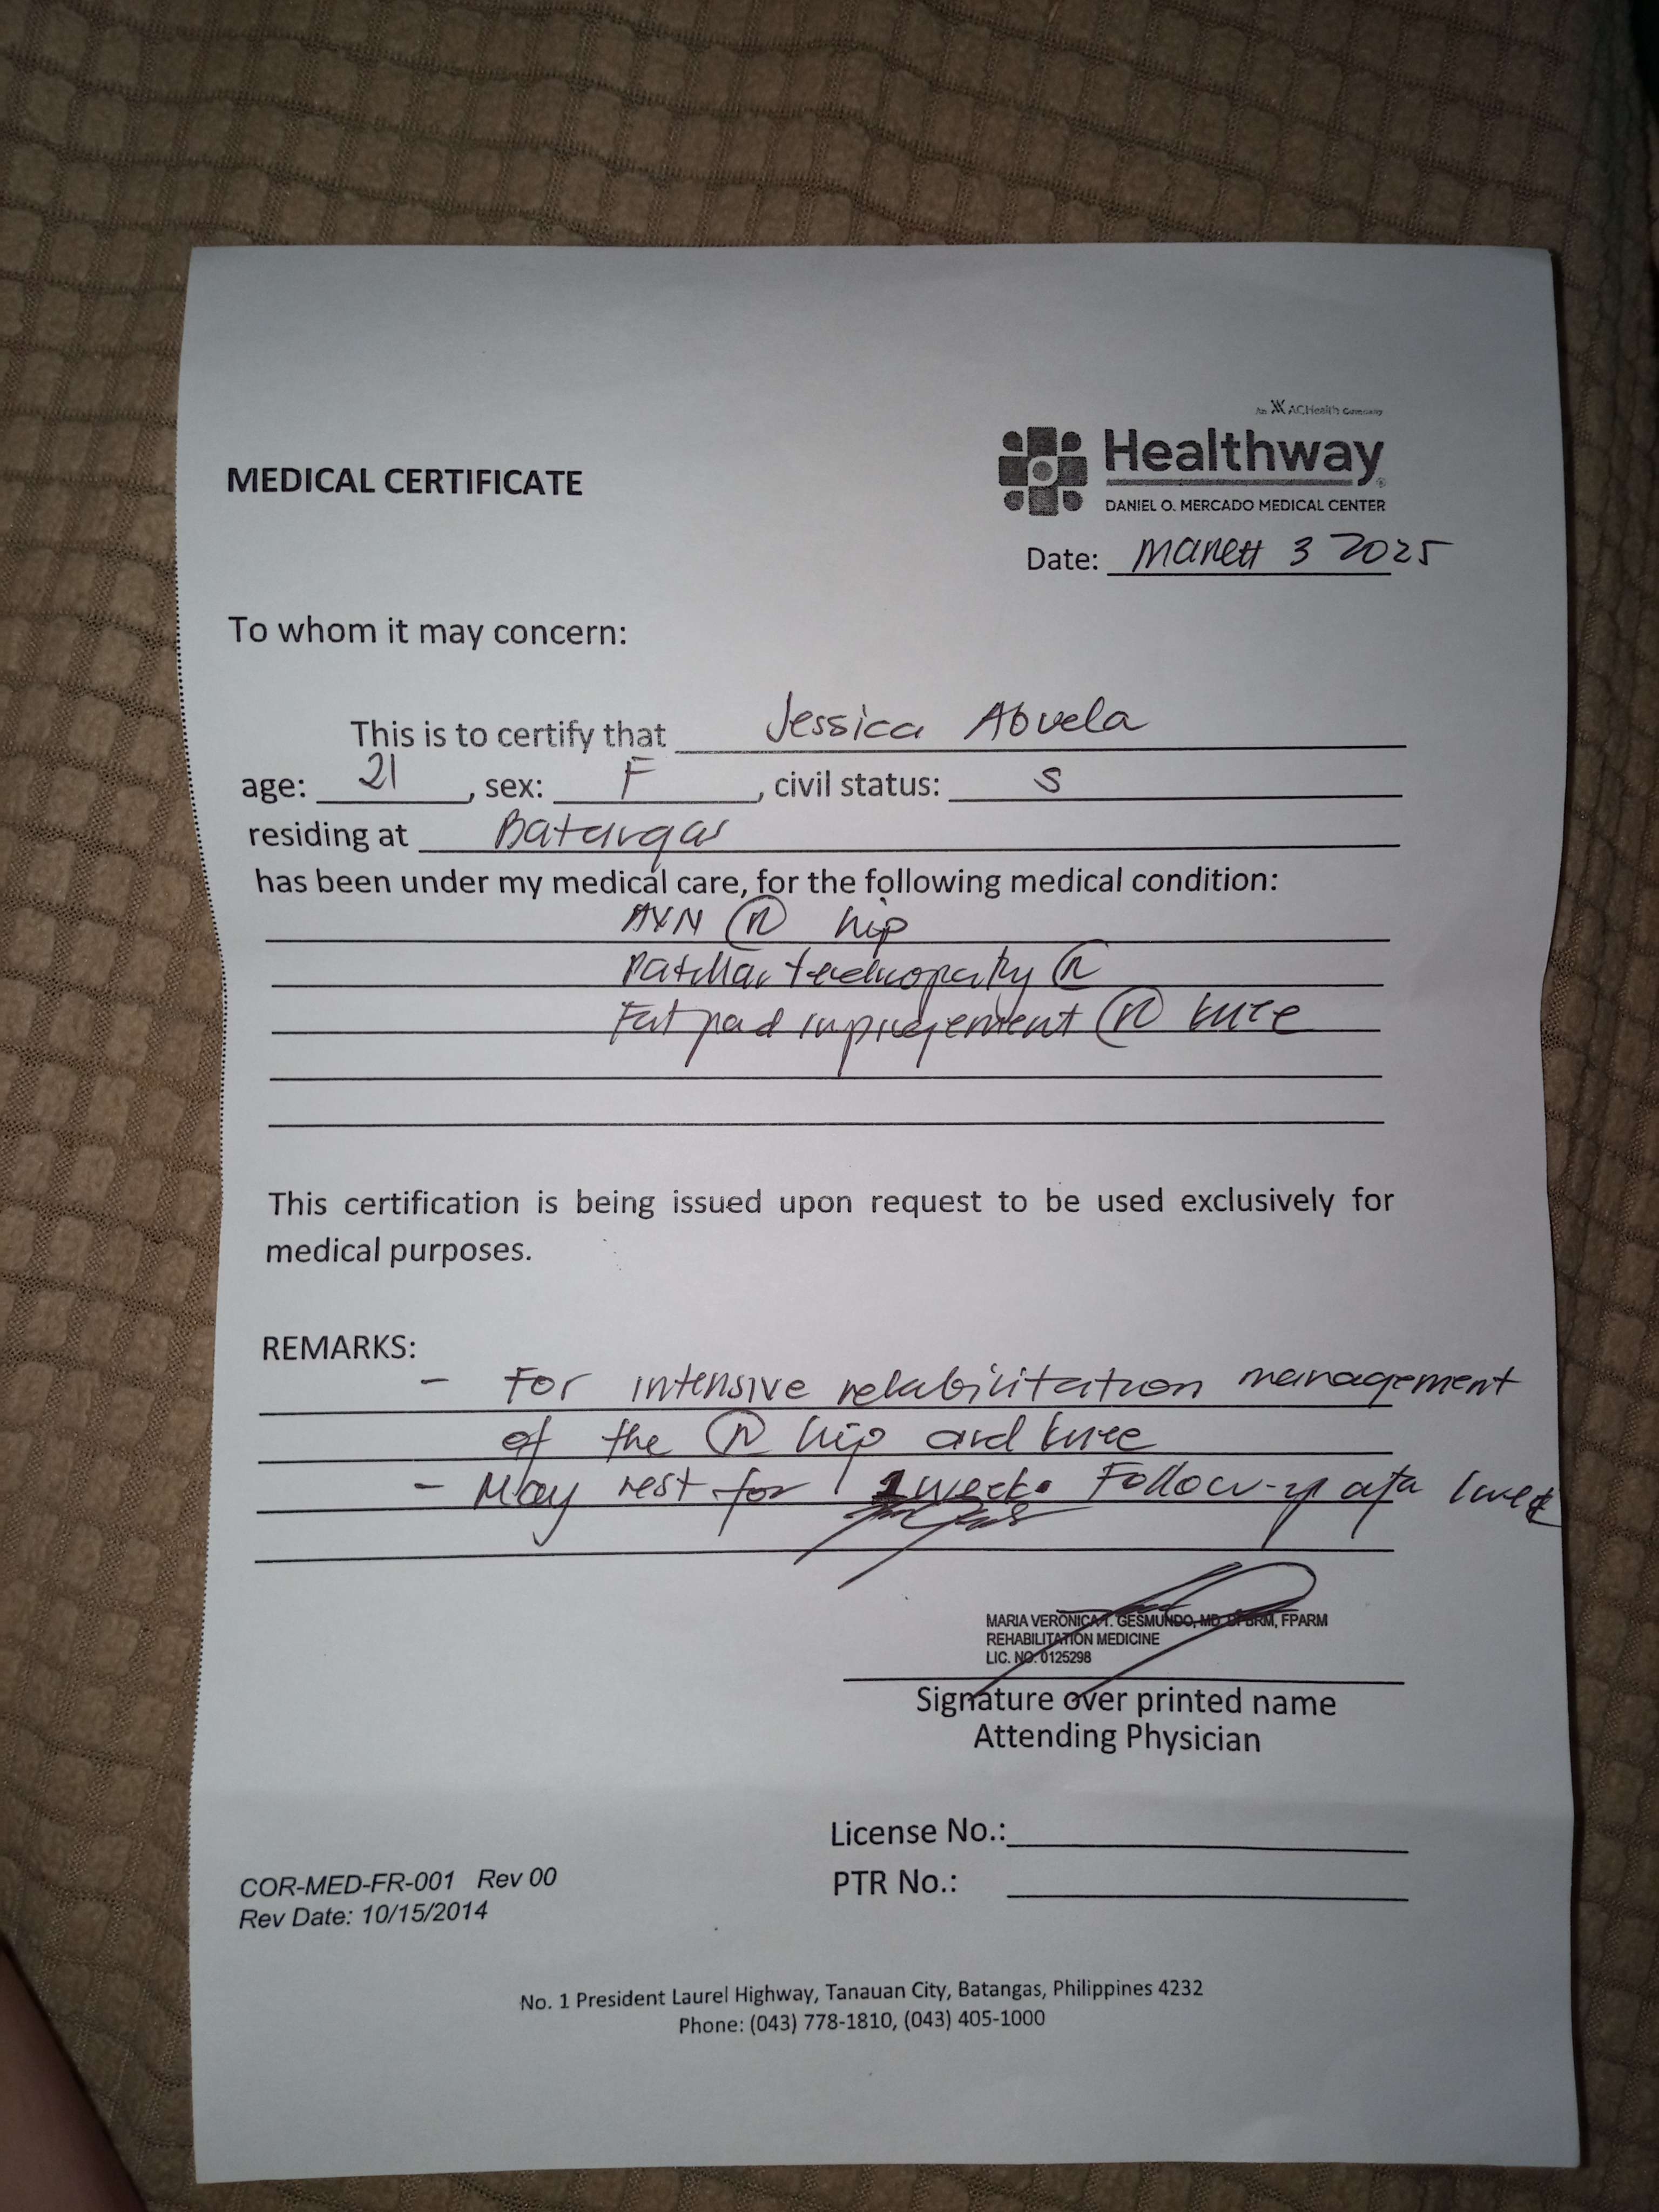 An ACHealth Company
Healthway
DANIEL O. MERCADO MEDICAL CENTER
MEDICAL CERTIFICATE
Date: MARCH 3 2025
To whom it may concern:
This is to certify that Jessica Abuela
age: 21, sex: F, civil status: S
residing at Batangas
has been under my medical care, for the following medical condition:
AVN Ⓡ hip
Patellar tendinopathy Ⓡ
Fat pad impingement Ⓡ knee
This certification is being issued upon request to be used exclusively for
medical purposes.
REMARKS:
- For intensive rehabilitation management
of the Ⓡ hip and knee
- May rest for 1 week. Follow-up after 1 week
MARIA VERONICA T. GESMUNDO, MD, DPBRM, FPARM
REHABILITATION MEDICINE
LIC. NO. 0125298
Signature over printed name
Attending Physician
License No.:
PTR No.:
COR-MED-FR-001 Rev 00
Rev Date: 10/15/2014
No. 1 President Laurel Highway, Tanauan City, Batangas, Philippines 4232
Phone: (043) 778-1810, (043) 405-1000